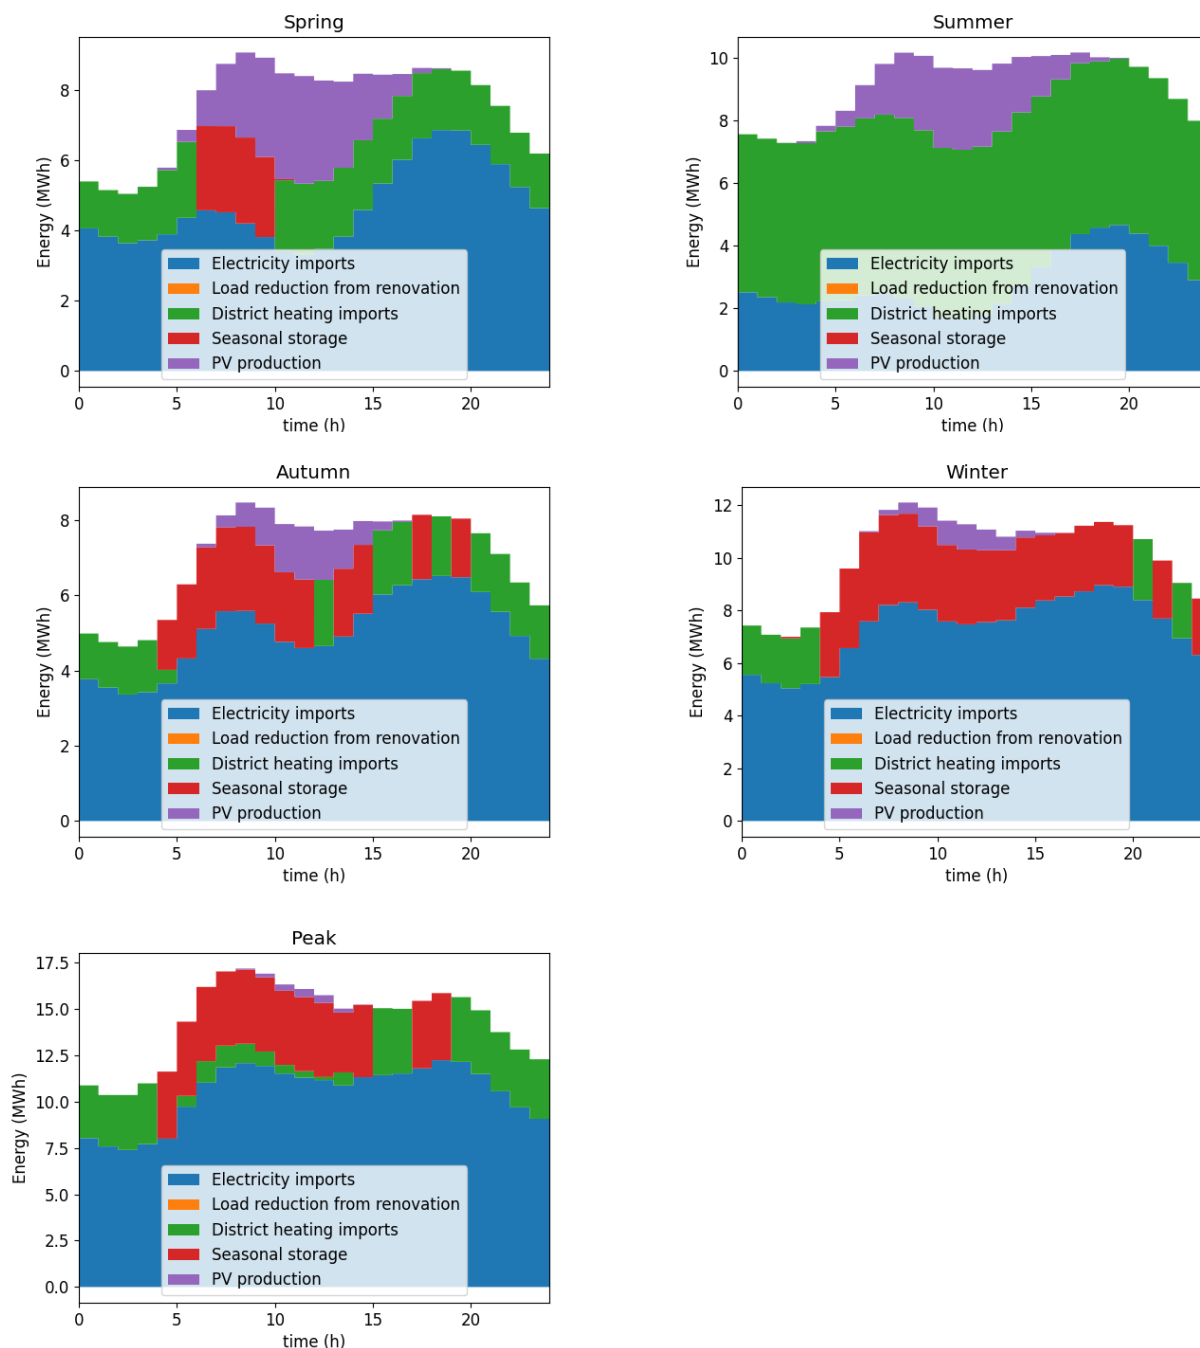 Spring
Energy (MWh)
8
6
4
2
0
Electricity imports
Load reduction from renovation
District heating imports
Seasonal storage
PV production
0 5 10 15 20
time (h)
Summer
Energy (MWh)
10
8
6
4
2
0
Electricity imports
Load reduction from renovation
District heating imports
Seasonal storage
PV production
0 5 10 15 20
time (h)
Autumn
Energy (MWh)
8
6
4
2
0
Electricity imports
Load reduction from renovation
District heating imports
Seasonal storage
PV production
0 5 10 15 20
time (h)
Winter
Energy (MWh)
12
10
8
6
4
2
0
Electricity imports
Load reduction from renovation
District heating imports
Seasonal storage
PV production
0 5 10 15 20
time (h)
Peak
Energy (MWh)
17.5
15.0
12.5
10.0
7.5
5.0
2.5
0.0
Electricity imports
Load reduction from renovation
District heating imports
Seasonal storage
PV production
0 5 10 15 20
time (h)